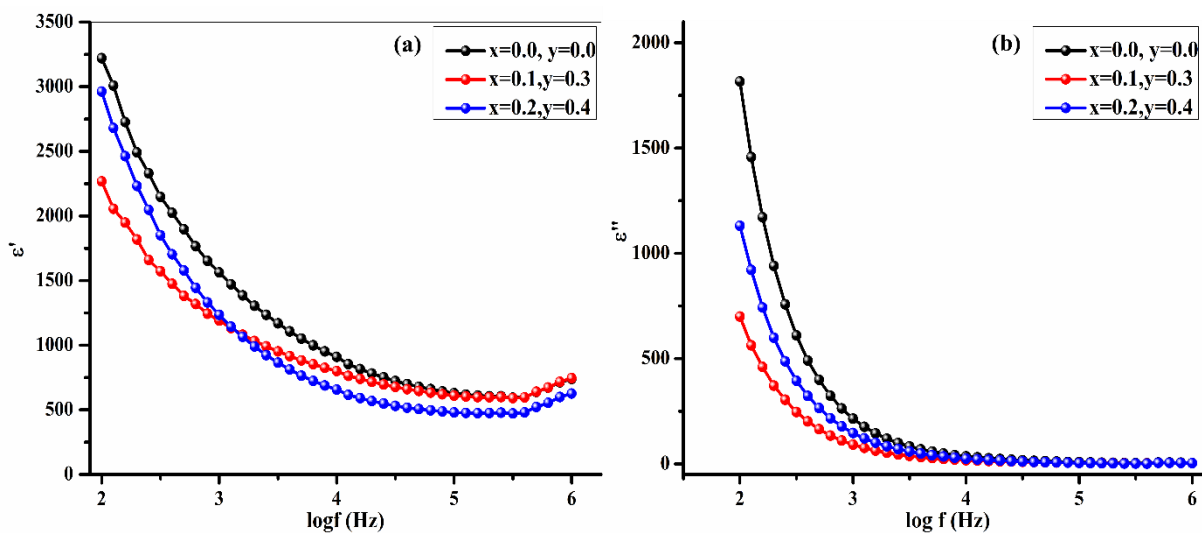 (a)
x=0.0, y=0.0
x=0.1,y=0.3
x=0.2,y=0.4
3500
3000
2500
2000
1500
1000
500
0
ε'
2 3 4 5 6
logf (Hz)
(b)
x=0.0, y=0.0
x=0.1,y=0.3
x=0.2,y=0.4
2000
1500
1000
500
0
ε''
2 3 4 5 6
log f (Hz)